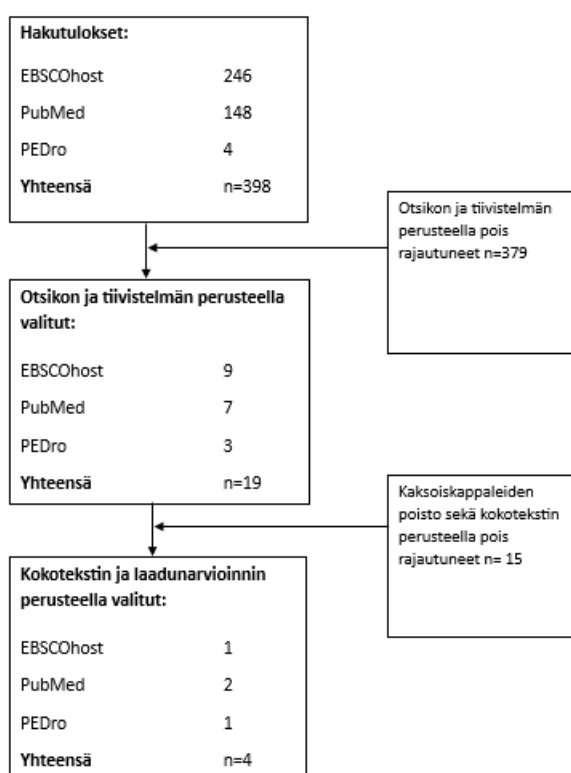 Hakutulokset:
EBSCOhost 246
PubMed 148
PEDro 4
Yhteensä n=398
Otsikon ja tiivistelmän
perusteella pois
rajautuneet n=379
Otsikon ja tiivistelmän perusteella
valitut:
EBSCOhost 9
PubMed 7
PEDro 3
Yhteensä n=19
Kaksoiskappaleiden
poisto sekä kokotekstin
perusteella pois
rajautuneet n= 15
Kokotekstin ja laadunarvioinnin
perusteella valitut:
EBSCOhost 1
PubMed 2
PEDro 1
Yhteensä n=4